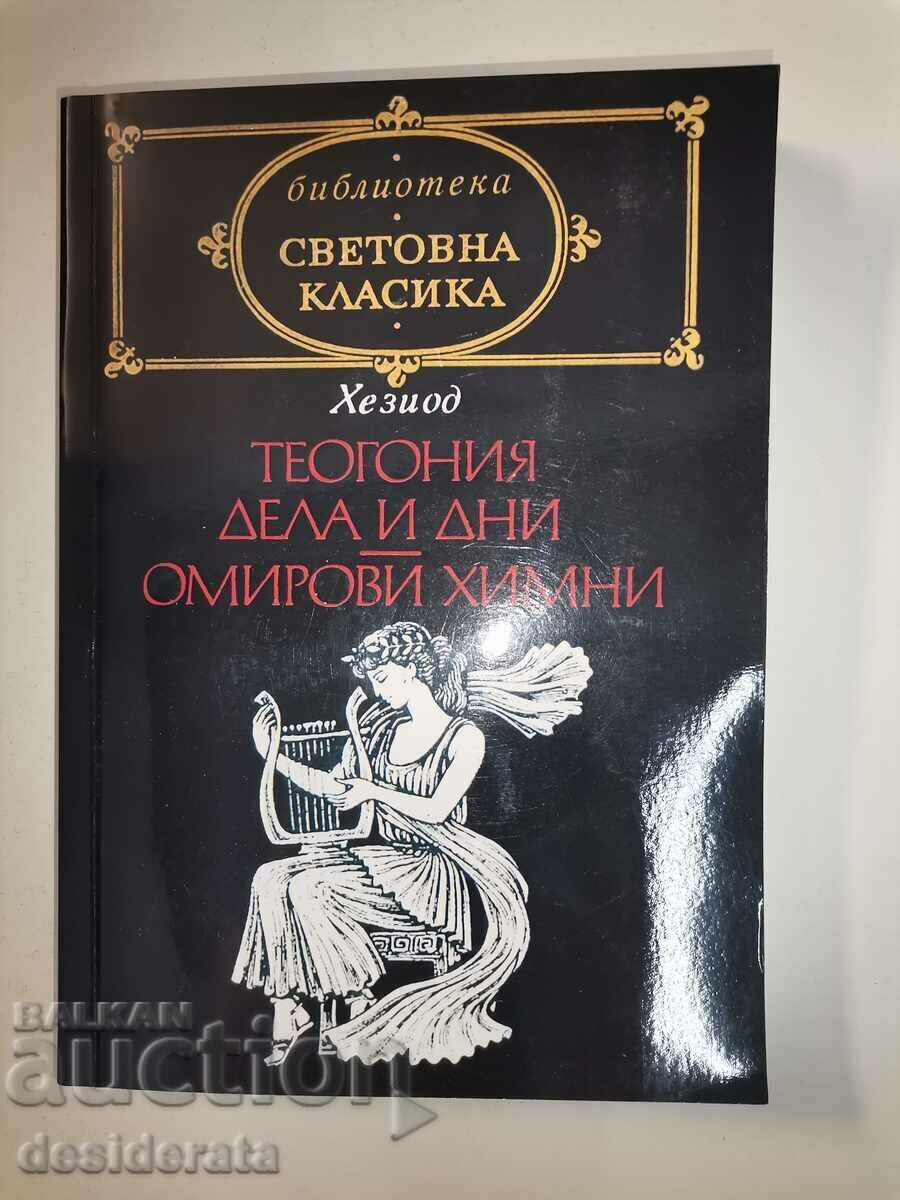 библиотека
СВЕТОВНА
КЛАСИКА
Хезиод
ТЕОГОНИЯ
ДЕЛА И ДНИ
ОМИРОВИ ХИМНИ
BALKAN
auction
desiderata